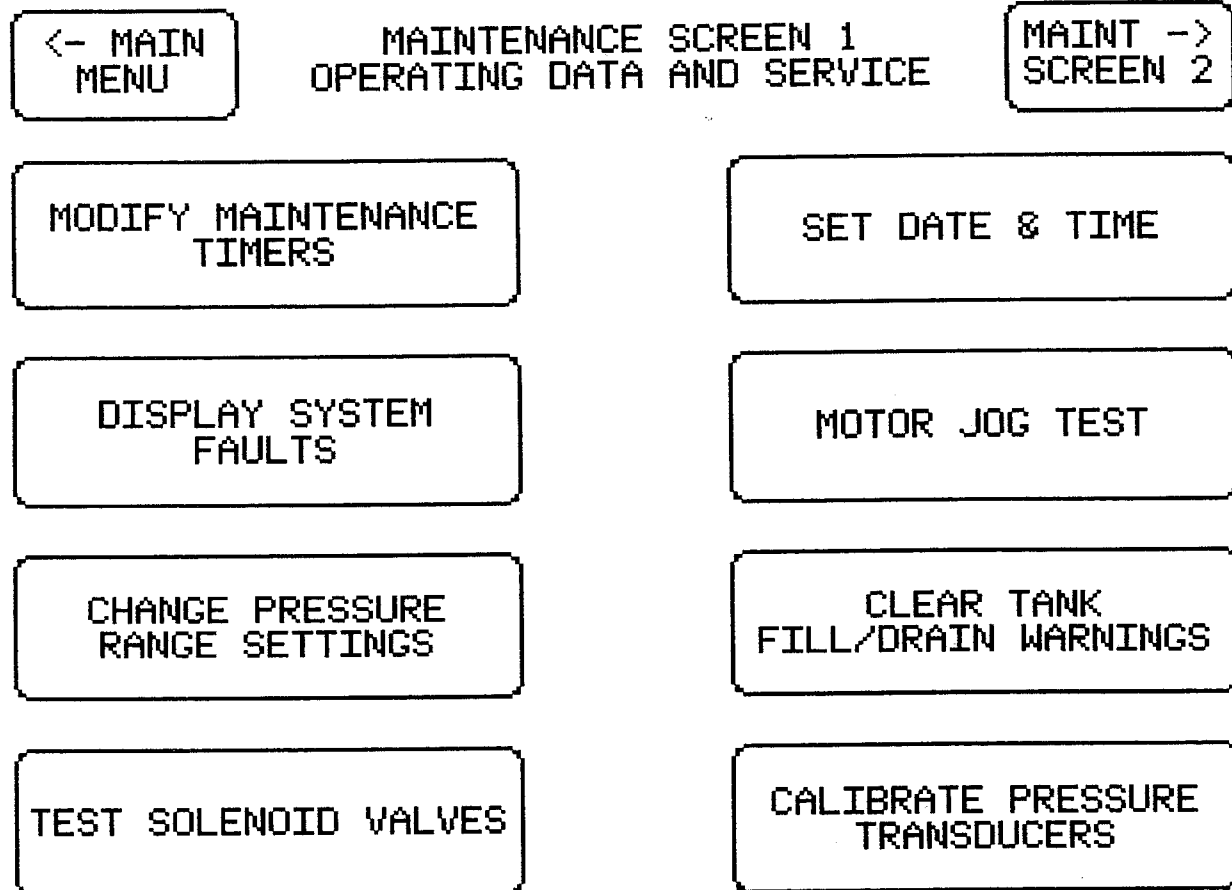 <- MAIN
MENU
MAINTENANCE SCREEN 1
OPERATING DATA AND SERVICE
MAINT ->
SCREEN 2
MODIFY MAINTENANCE
TIMERS
SET DATE & TIME
DISPLAY SYSTEM
FAULTS
MOTOR JOG TEST
CHANGE PRESSURE
RANGE SETTINGS
CLEAR TANK
FILL/DRAIN WARNINGS
TEST SOLENOID VALVES
CALIBRATE PRESSURE
TRANSDUCERS